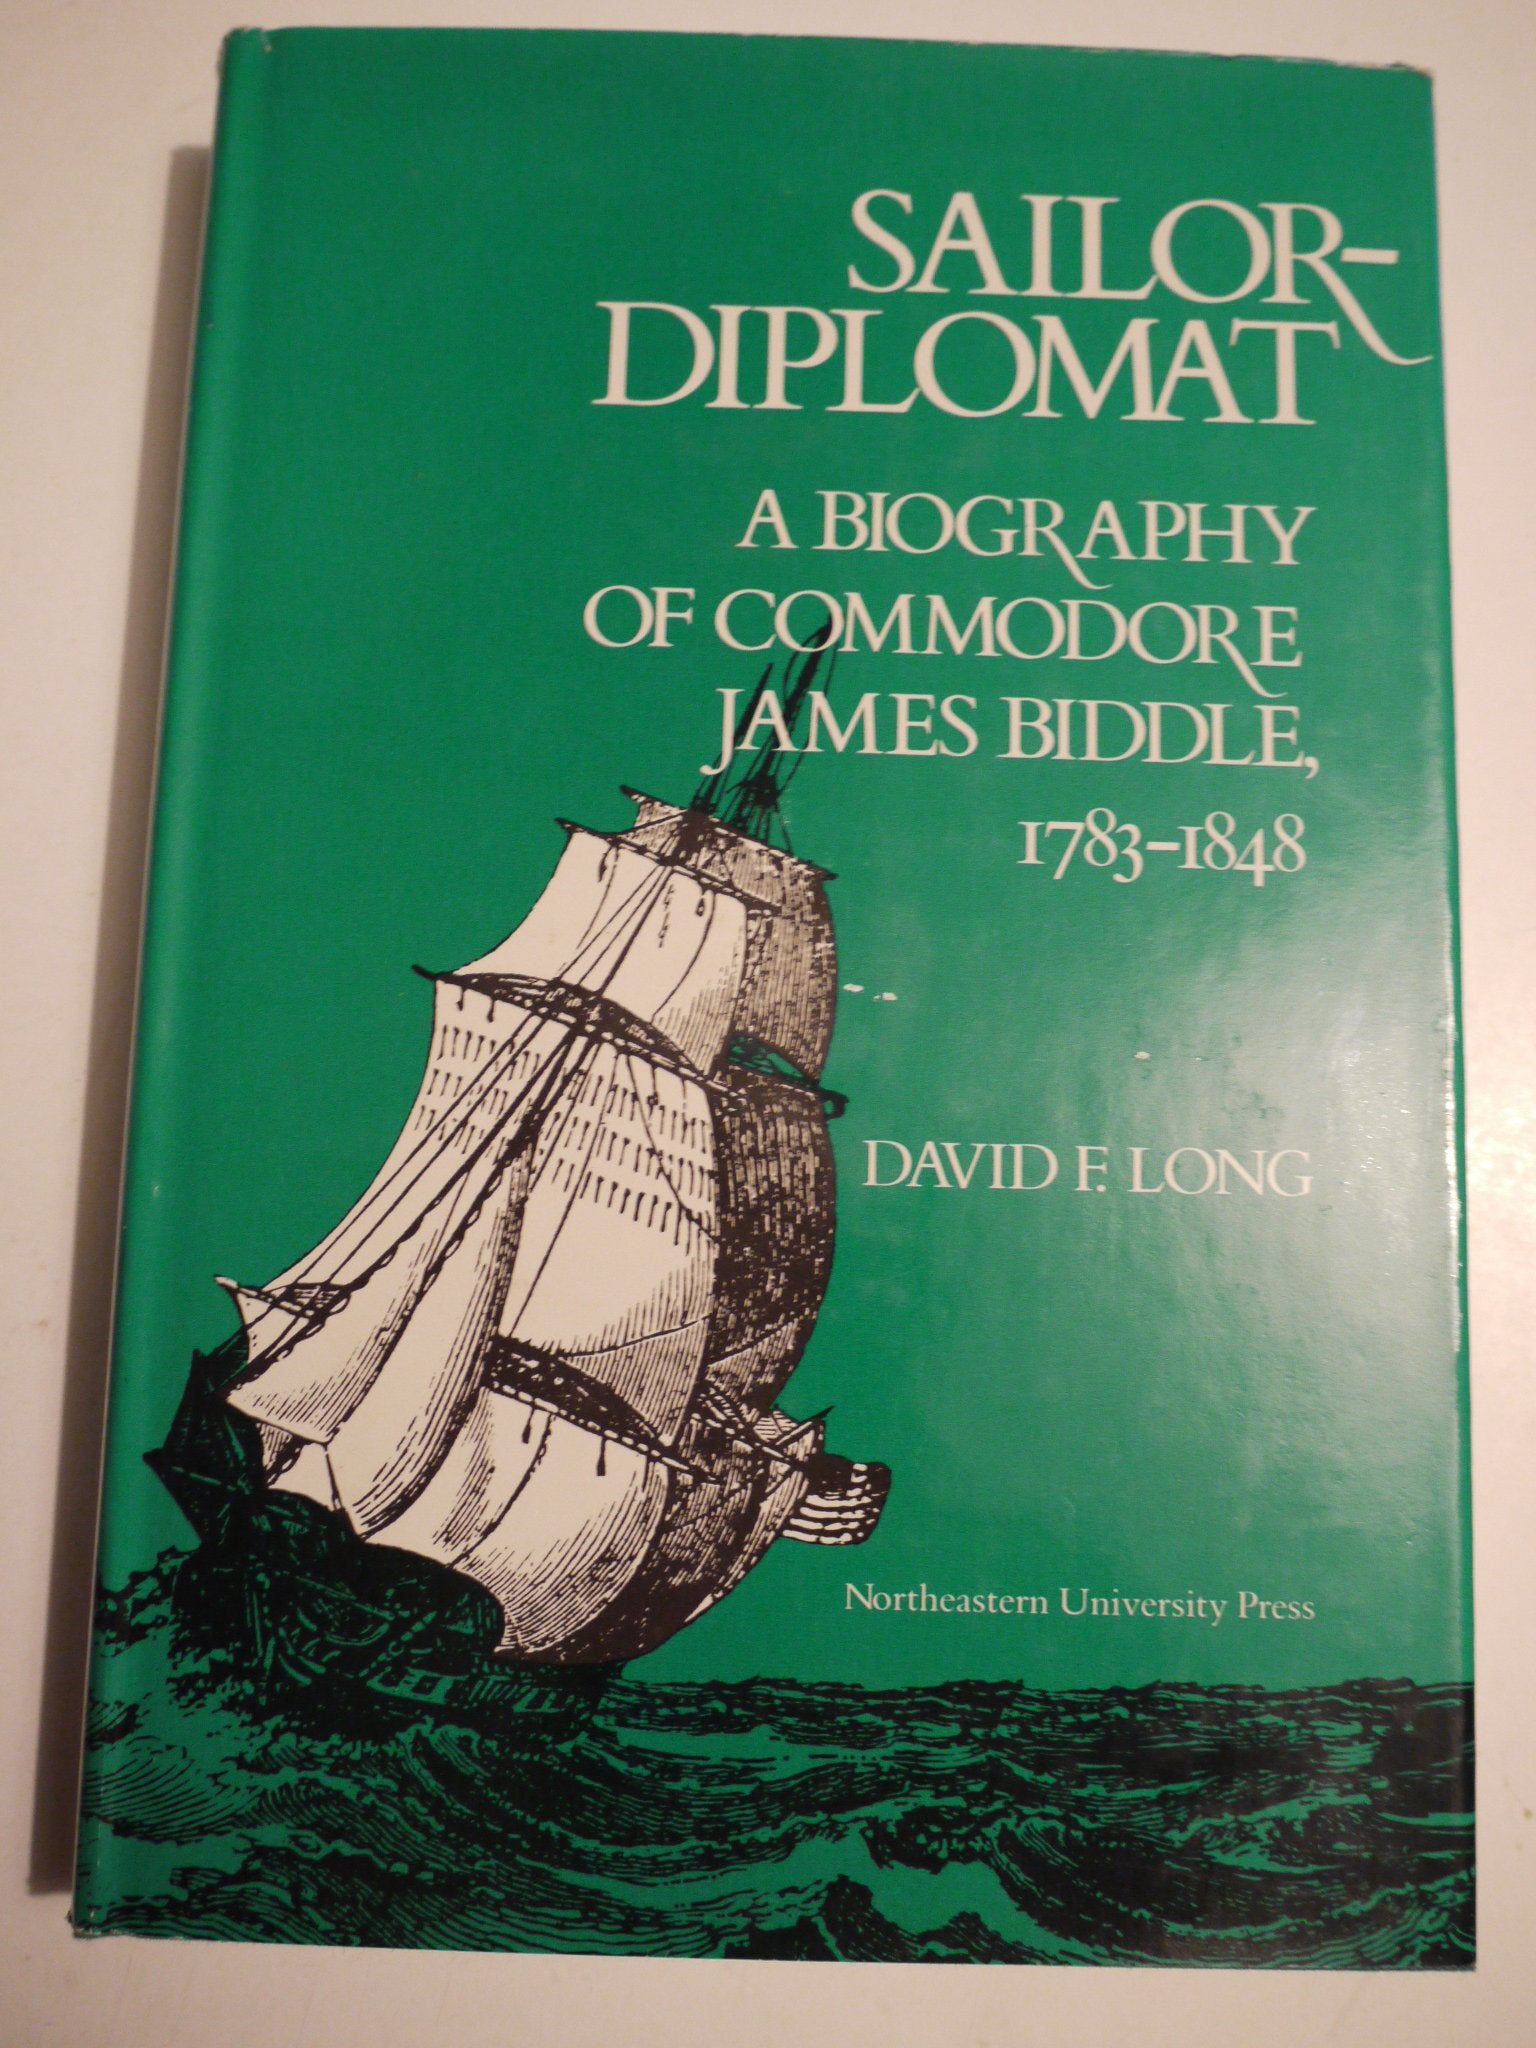 SAILOR-
DIPLOMAT
A BIOGRAPHY
OF COMMODORE
JAMES BIDDLE,
1783–1848
DAVID F. LONG
Northeastern University Press